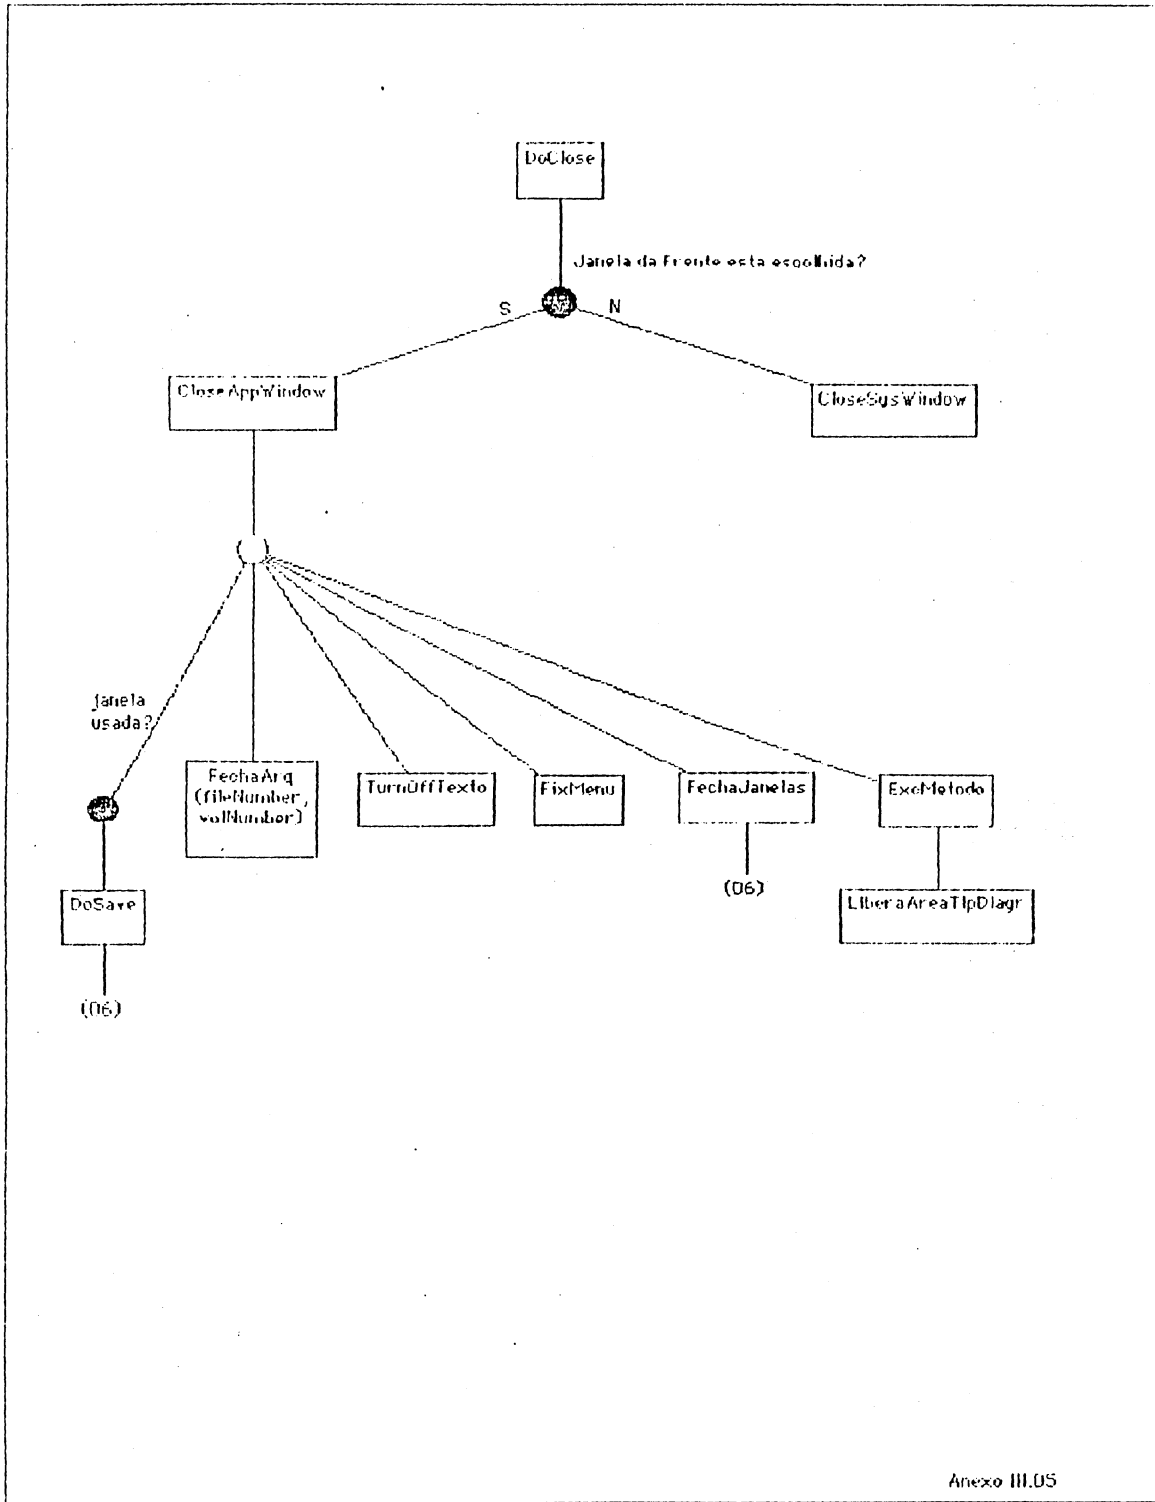 DoClose
Janela da Frente esta escolhida?
S
N
CloseAppWindow
CloseSysWindow
janela
usada?
FechaArq
(fileNumber,
volNumber)
TurnOffTexto
FixMenu
FechaJanelas
ExcMetodo
(06)
DoSave
LiberaAreaTipDiagr
(06)
Anexo III.05